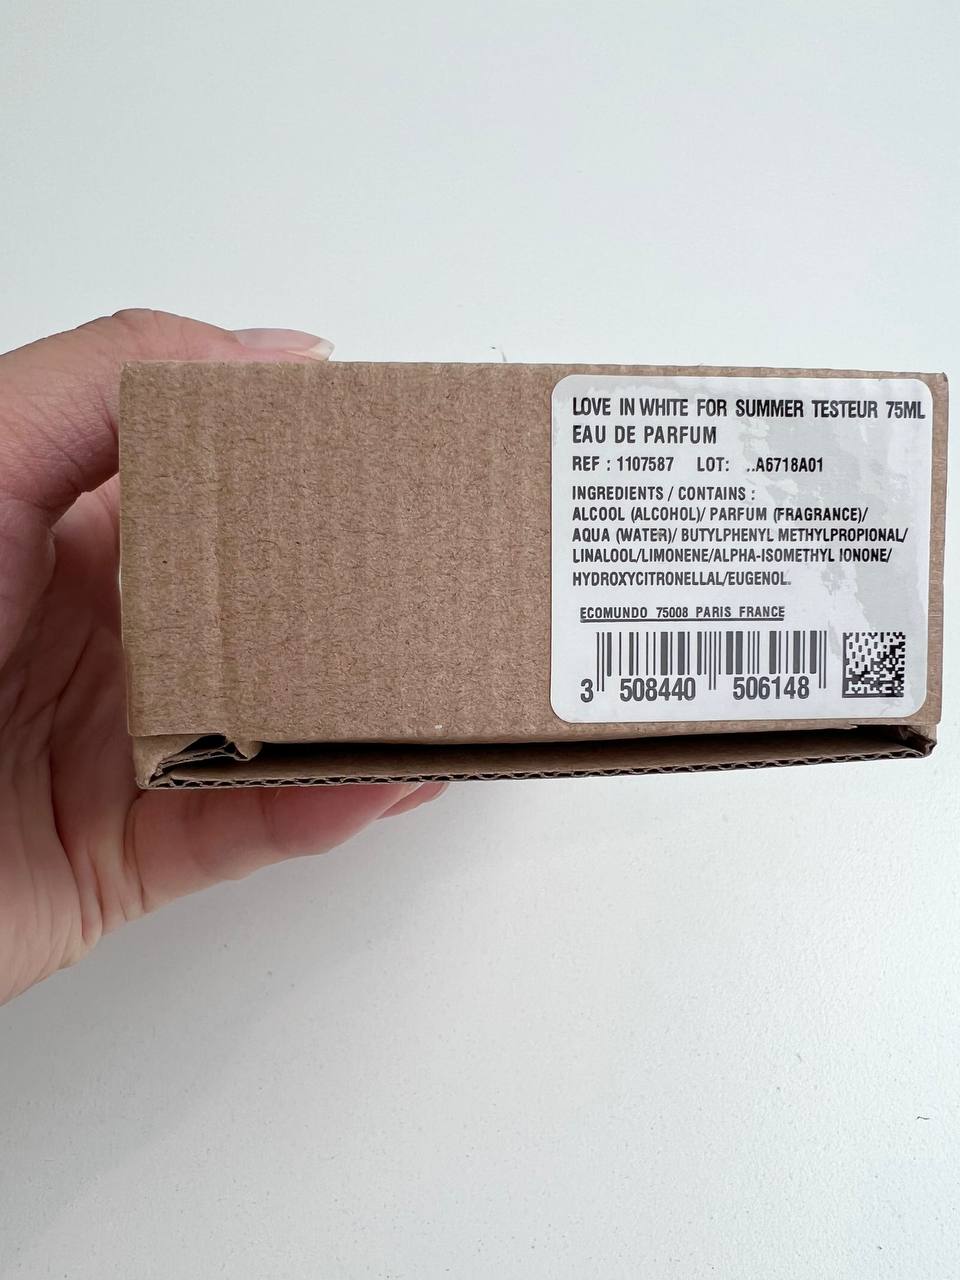 LOVE IN WHITE FOR SUMMER TESTEUR 75ML
EAU DE PARFUM
REF : 1107587 LOT: ..A6718A01
INGREDIENTS / CONTAINS :
ALCOOL (ALCOHOL)/ PARFUM (FRAGRANCE)/
AQUA (WATER)/ BUTYLPHENYL METHYLPROPIONAL/
LINALOOL/LIMONENE/ALPHA-ISOMETHYL IONONE/
HYDROXYCITRONELLAL/EUGENOL.
ECOMUNDO 75008 PARIS FRANCE
3 508440 506148